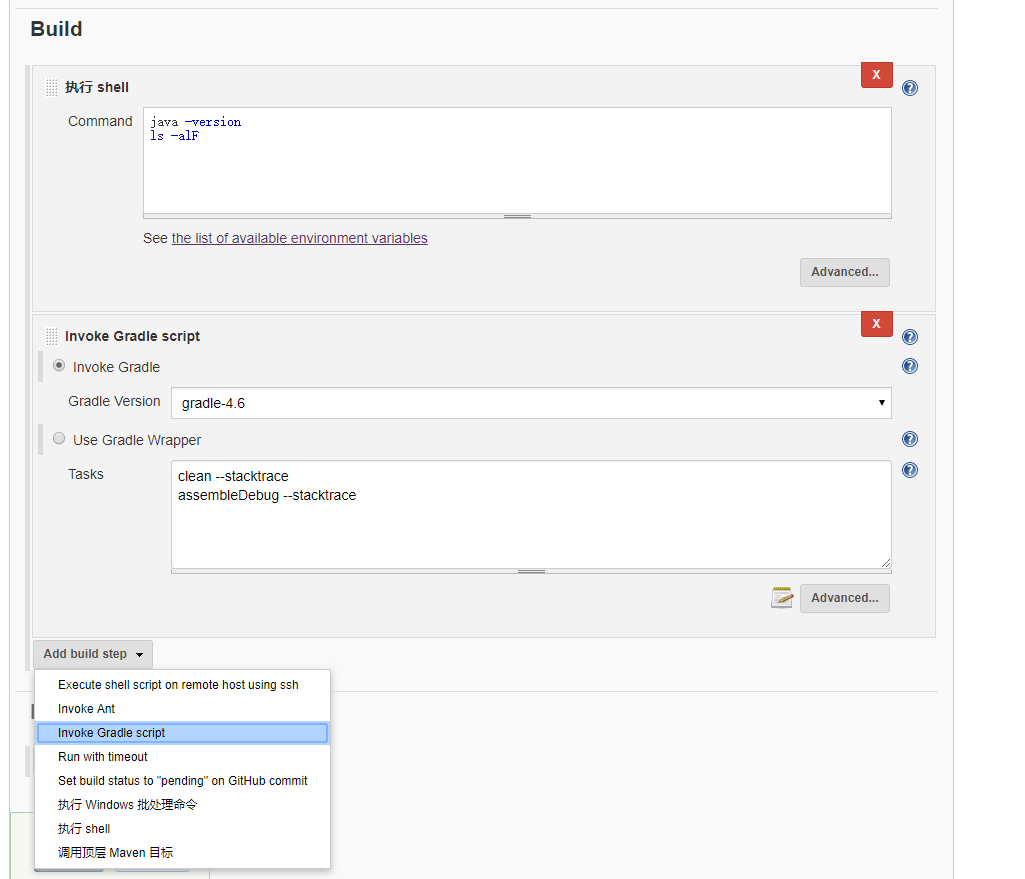 Build
执行 shell
X
Command
java -version
ls -alF
See the list of available environment variables
Advanced...
Invoke Gradle script
X
Invoke Gradle
Gradle Version
gradle-4.6
Use Gradle Wrapper
Tasks
clean --stacktrace
assembleDebug --stacktrace
Advanced...
Add build step
Execute shell script on remote host using ssh
Invoke Ant
Invoke Gradle script
Run with timeout
Set build status to "pending" on GitHub commit
执行 Windows 批处理命令
执行 shell
调用顶层 Maven 目标